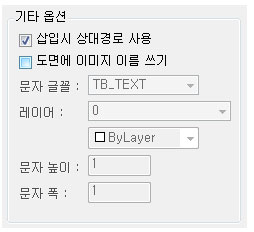 기타 옵션
삽입시 상대경로 사용
도면에 이미지 이름 쓰기
문자 글꼴 : TB_TEXT
레이어 : 0
ByLayer
문자 높이 : 1
문자 폭 : 1